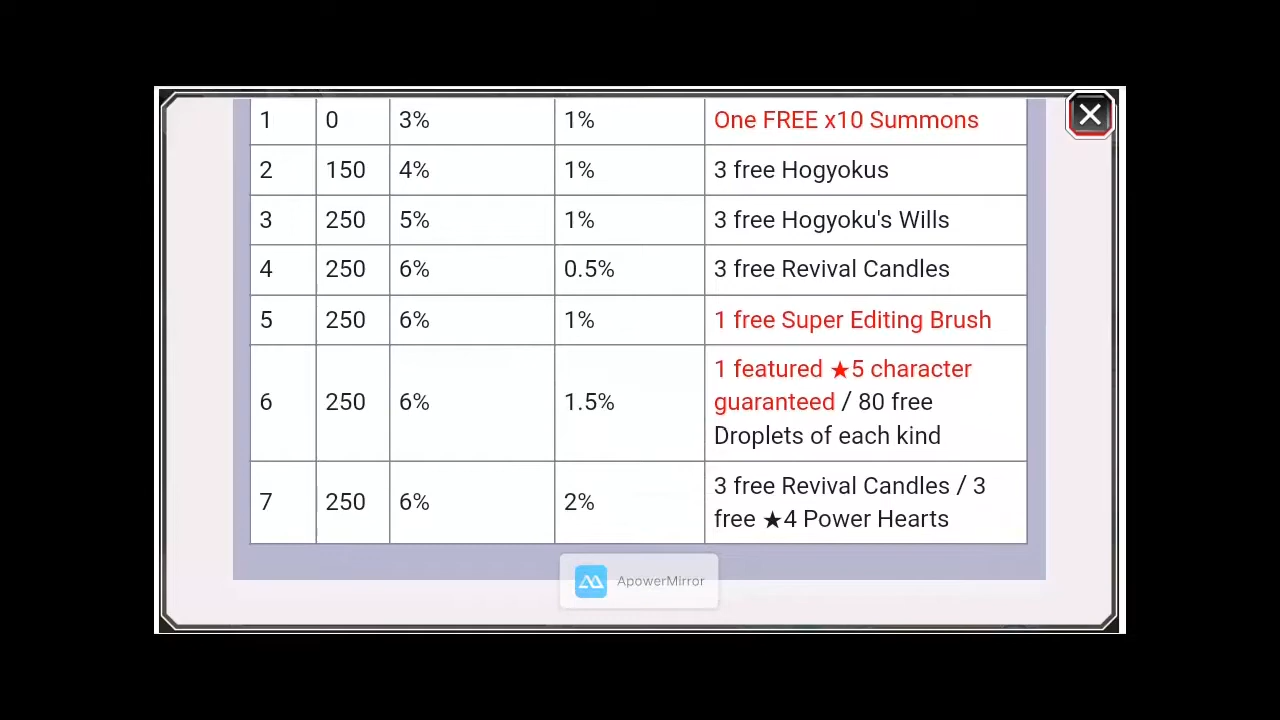 1 0 3% 1% One FREE x10 Summons
2 150 4% 1% 3 free Hogyokus
3 250 5% 1% 3 free Hogyoku's Wills
4 250 6% 0.5% 3 free Revival Candles
5 250 6% 1% 1 free Super Editing Brush
6 250 6% 1.5% 1 featured ★5 character
guaranteed / 80 free
Droplets of each kind
7 250 6% 2% 3 free Revival Candles / 3
free ★4 Power Hearts
ApowerMirror